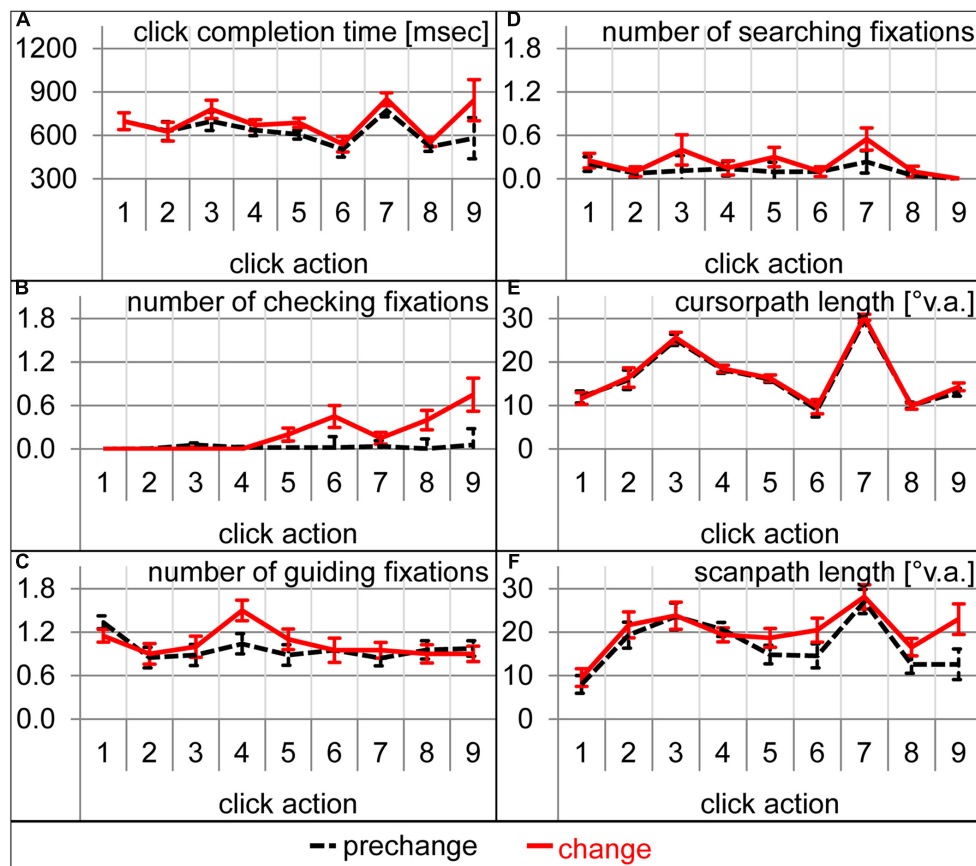 A click completion time [msec]
1200
900
600
300
1 2 3 4 5 6 7 8 9
click action
B number of checking fixations
1.8
1.2
0.6
0.0
1 2 3 4 5 6 7 8 9
click action
C number of guiding fixations
1.8
1.2
0.6
0.0
1 2 3 4 5 6 7 8 9
click action
D number of searching fixations
1.8
1.2
0.6
0.0
1 2 3 4 5 6 7 8 9
click action
E cursorpath length [°v.a.]
30
20
10
0
1 2 3 4 5 6 7 8 9
click action
F scanpath length [°v.a.]
30
20
10
0
1 2 3 4 5 6 7 8 9
click action
prechange change